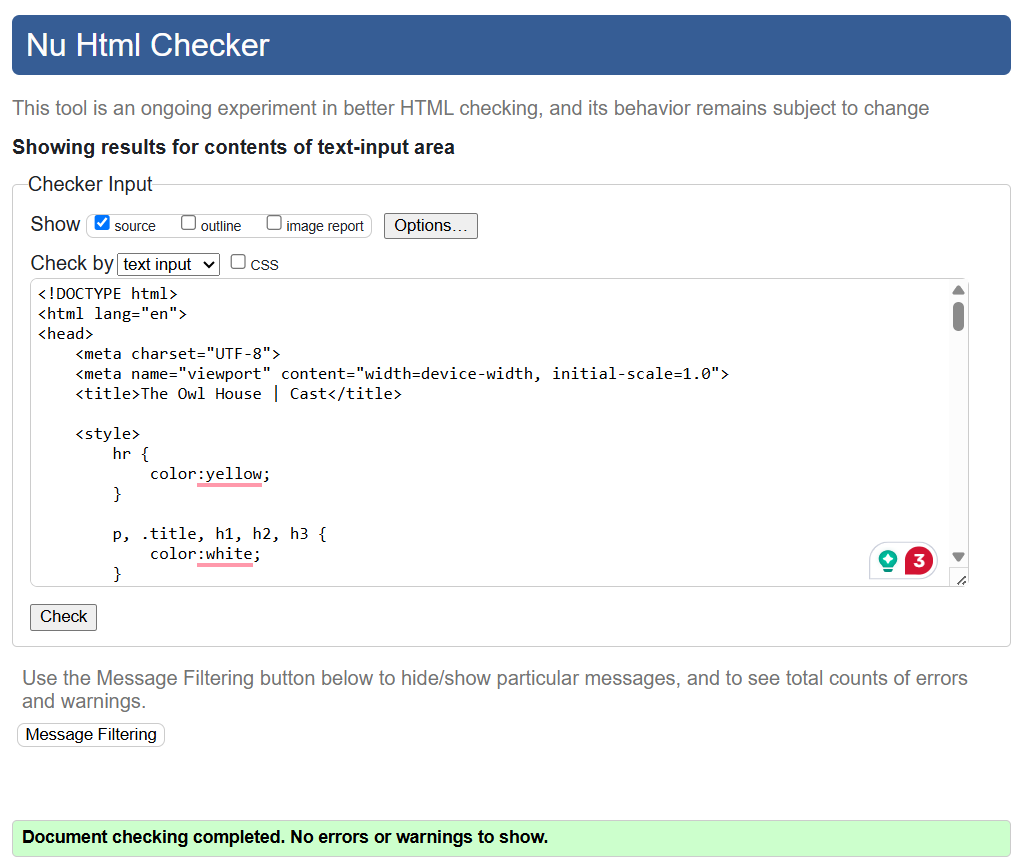 Nu Html Checker
This tool is an ongoing experiment in better HTML checking, and its behavior remains subject to change
Showing results for contents of text-input area
Checker Input
Show source outline image report Options...
Check by text input CSS
<!DOCTYPE html>
<html lang="en">
<head>
    <meta charset="UTF-8">
    <meta name="viewport" content="width=device-width, initial-scale=1.0">
    <title>The Owl House | Cast</title>
    <style>
        hr {
            color:yellow;
        }
        p, .title, h1, h2, h3 {
            color:white;
        }
3
Check
Use the Message Filtering button below to hide/show particular messages, and to see total counts of errors
and warnings.
Message Filtering
Document checking completed. No errors or warnings to show.